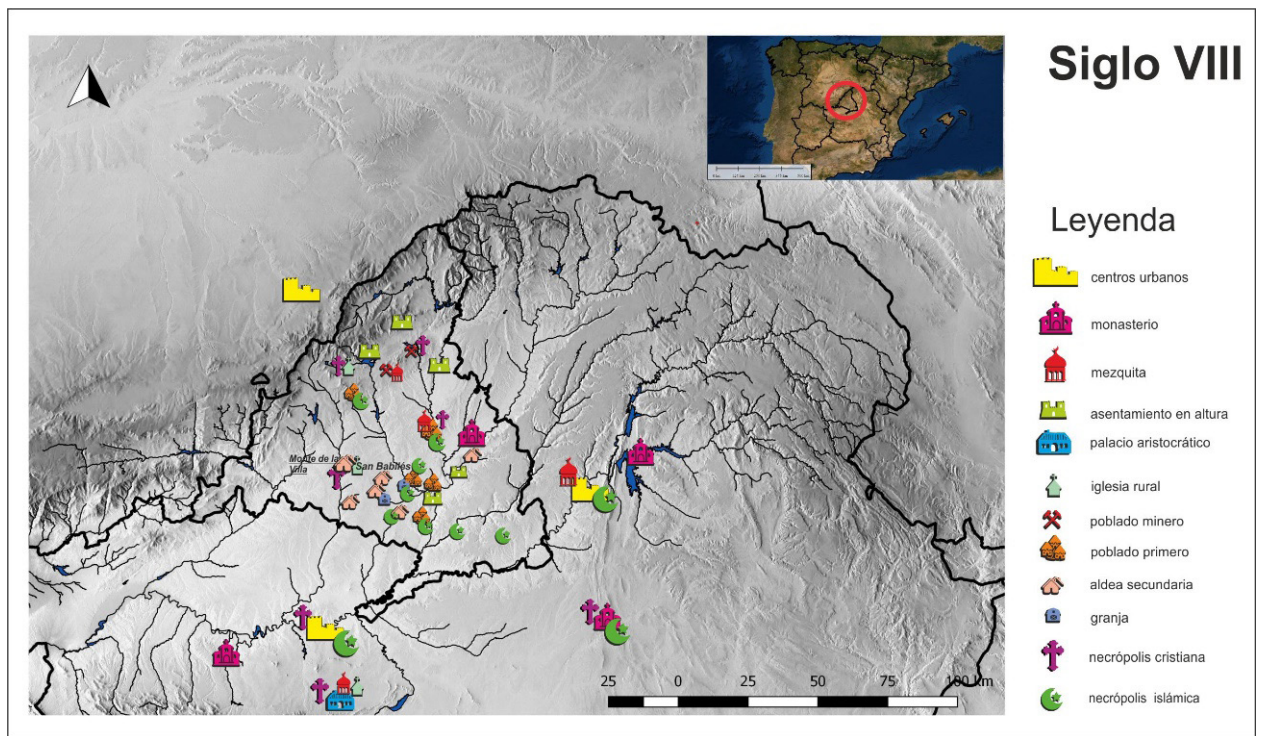 Siglo VIII
Leyenda
centros urbanos
monasterio
mezquita
asentamiento en altura
palacio aristocrático
iglesia rural
poblado minero
poblado primero
aldea secundaria
granja
necrópolis cristiana
necrópolis islámica
Monte de la
Villa
San Babilés
25 0 25 50 75 100 km